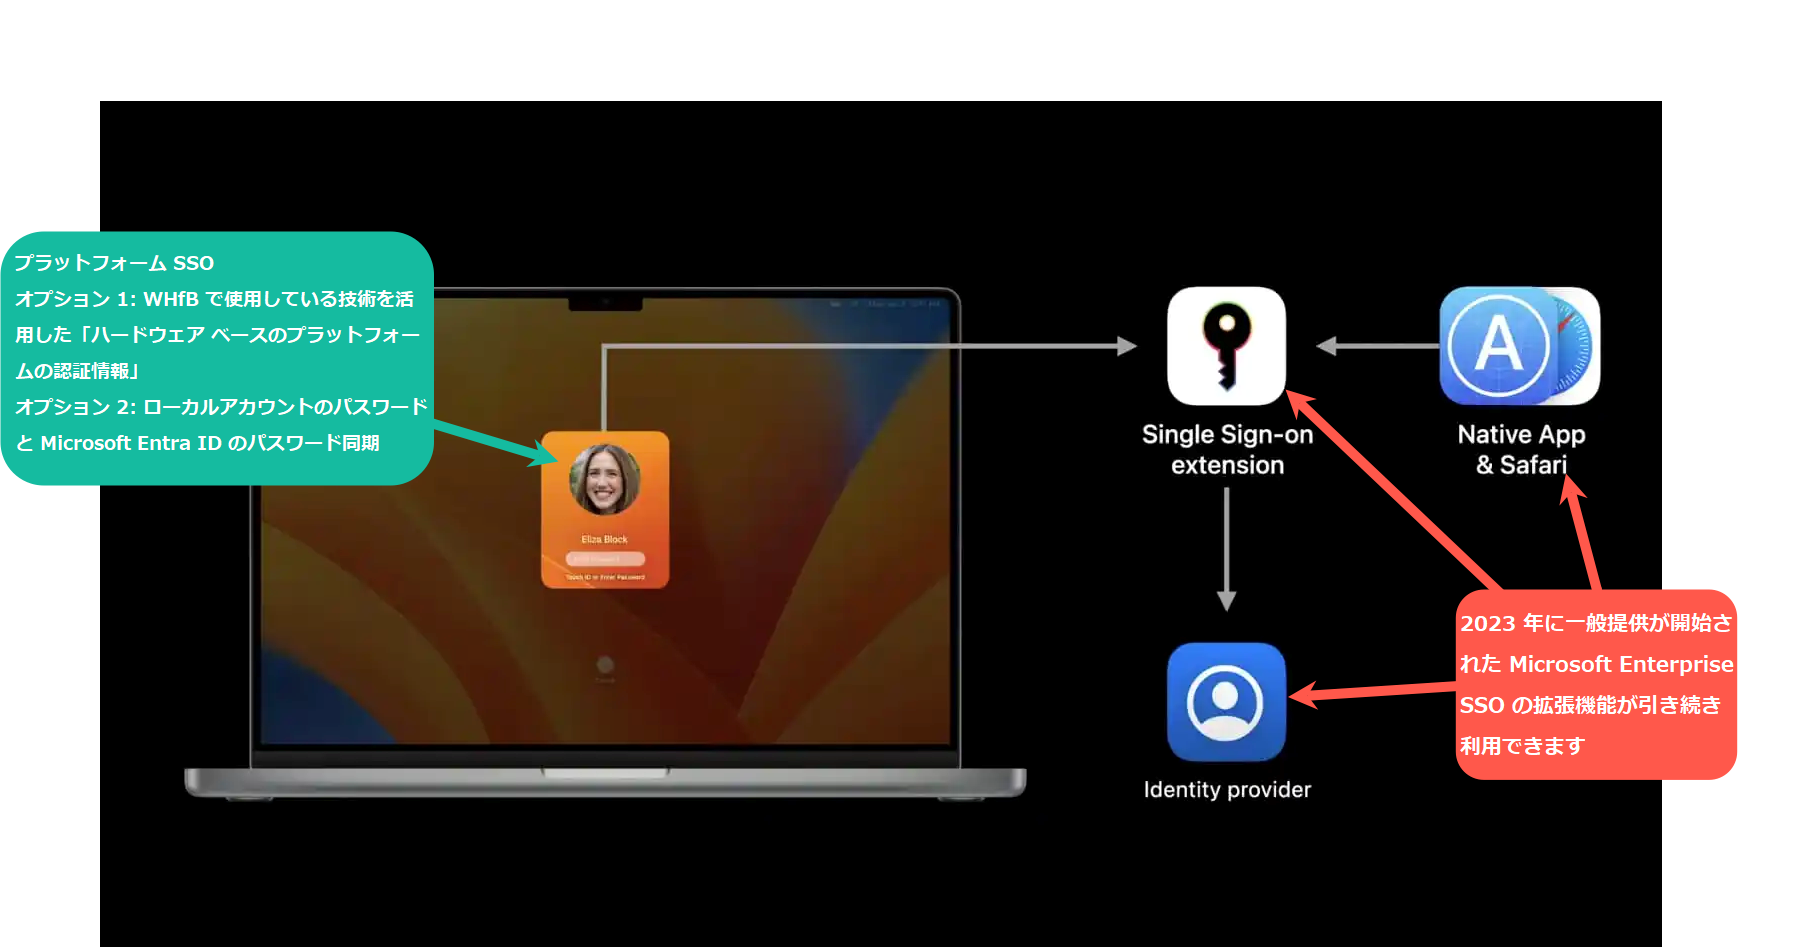 プラットフォーム SSO
オプション 1: WHfB で使用している技術を活
用した「ハードウェア ベースのプラットフォー
ムの認証情報」
オプション 2: ローカルアカウントのパスワード
と Microsoft Entra ID のパスワード同期
Eliza Block
Touch ID or Enter Password
Single Sign-on
extension
Native App
& Safari
Identity provider
2023 年に一般提供が開始さ
れた Microsoft Enterprise
SSO の拡張機能が引き続き
利用できます